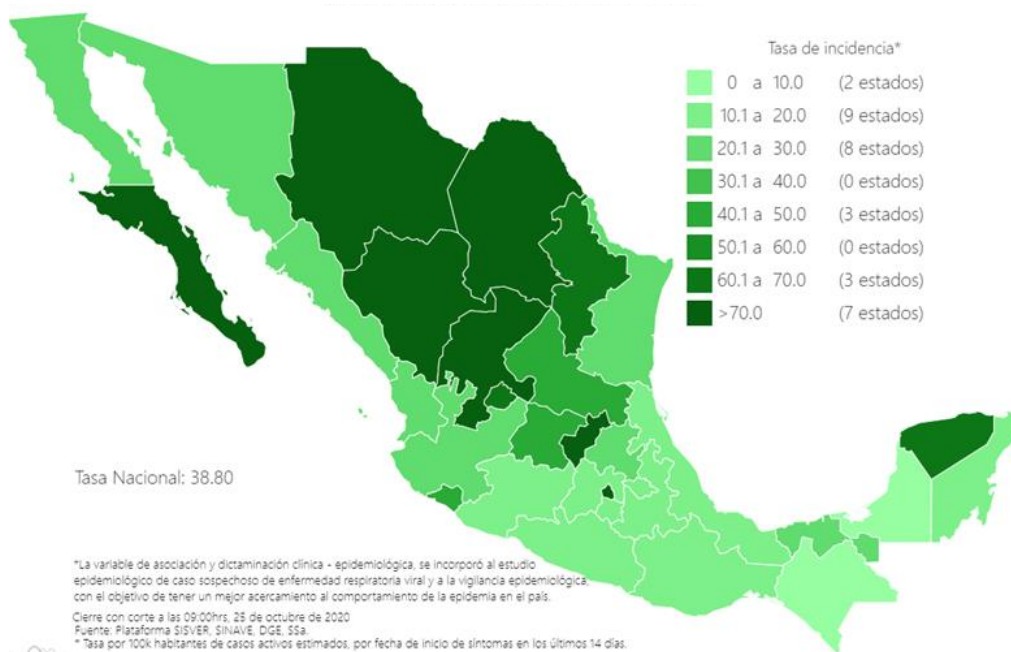 Tasa de incidencia*
0 a 10.0 (2 estados)
10.1 a 20.0 (9 estados)
20.1 a 30.0 (8 estados)
30.1 a 40.0 (0 estados)
40.1 a 50.0 (3 estados)
50.1 a 60.0 (0 estados)
60.1 a 70.0 (3 estados)
>70.0 (7 estados)
Tasa Nacional: 38.80
*La variable de asociación y dictaminación clínica - epidemiológica, se incorporó al estudio
epidemiológico de caso sospechoso de enfermedad respiratoria viral y a la vigilancia epidemiológica,
con el objetivo de tener un mejor acercamiento al comportamiento de la epidemia en el país.
Cierre con corte a las 09:00hrs, 25 de octubre de 2020
Fuente: Plataforma SISVER, SINAVE, DGE, SSa.
* Tasa por 100k habitantes de casos activos estimados, por fecha de inicio de síntomas en los últimos 14 días.